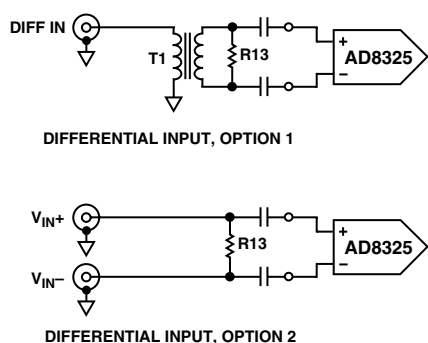 DIFF IN
T1
R13
+
–
AD8325
DIFFERENTIAL INPUT, OPTION 1
VIN+
R13
+
–
AD8325
VIN–
DIFFERENTIAL INPUT, OPTION 2